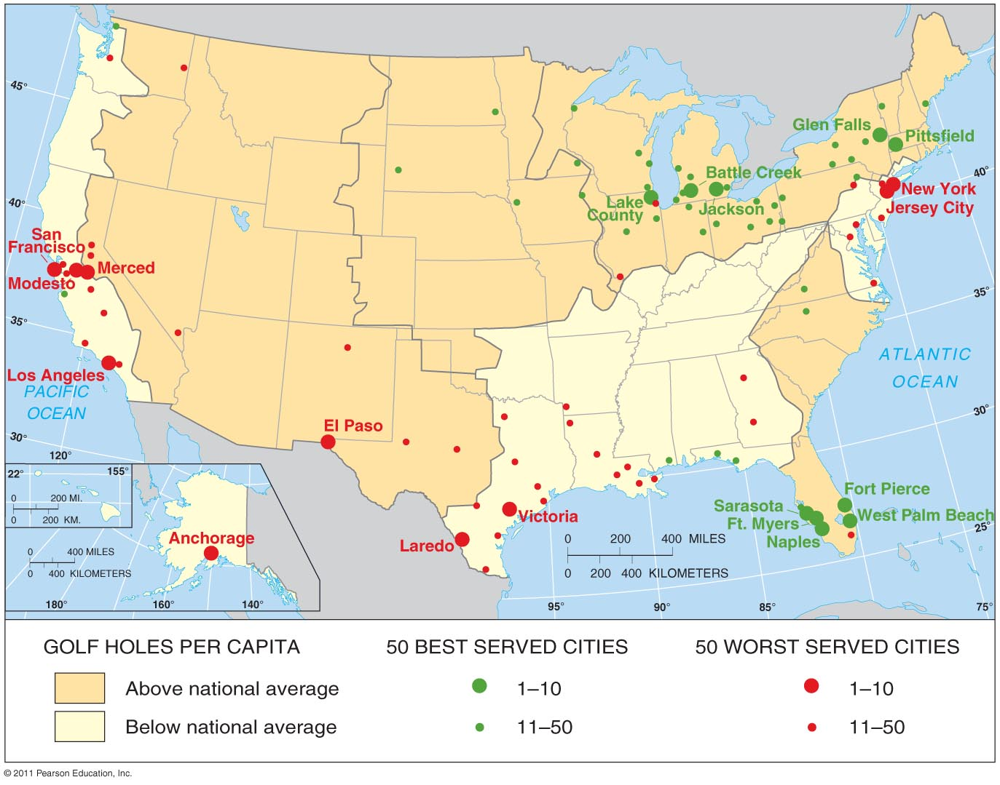 45°
40°
35°
30°
120°
Glen Falls
Pittsfield
Battle Creek
Lake
County
Jackson
New York
Jersey City
40°
35°
30°
25°
San
Francisco
Merced
Modesto
Los Angeles
PACIFIC
OCEAN
ATLANTIC
OCEAN
El Paso
Victoria
Laredo
Sarasota
Ft. Myers
Naples
Fort Pierce
West Palm Beach
22°
155°
0 200 MI.
0 200 KM.
Anchorage
0 400 MILES
0 400 KILOMETERS
180°
160°
140°
0 200 400 MILES
0 200 400 KILOMETERS
95°
90°
85°
75°
GOLF HOLES PER CAPITA
Above national average
Below national average
50 BEST SERVED CITIES
1–10
11–50
50 WORST SERVED CITIES
1–10
11–50
© 2011 Pearson Education, Inc.